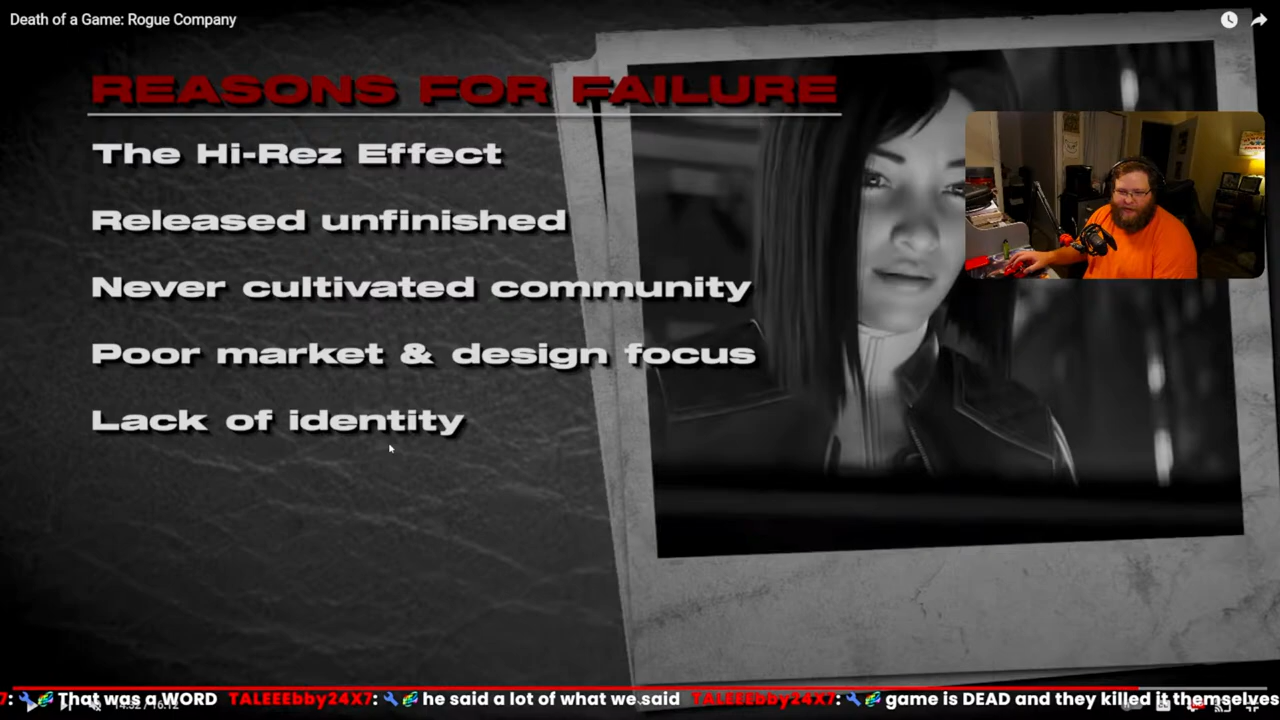 Death of a Game: Rogue Company
REASONS FOR FAILURE
The Hi-Rez Effect
Released unfinished
Never cultivated community
Poor market & design focus
Lack of identity
7: That was a WORD TALEEEbby24X7: he said a lot of what we said TALEEEbby24X7: game is DEAD and they killed it themselves